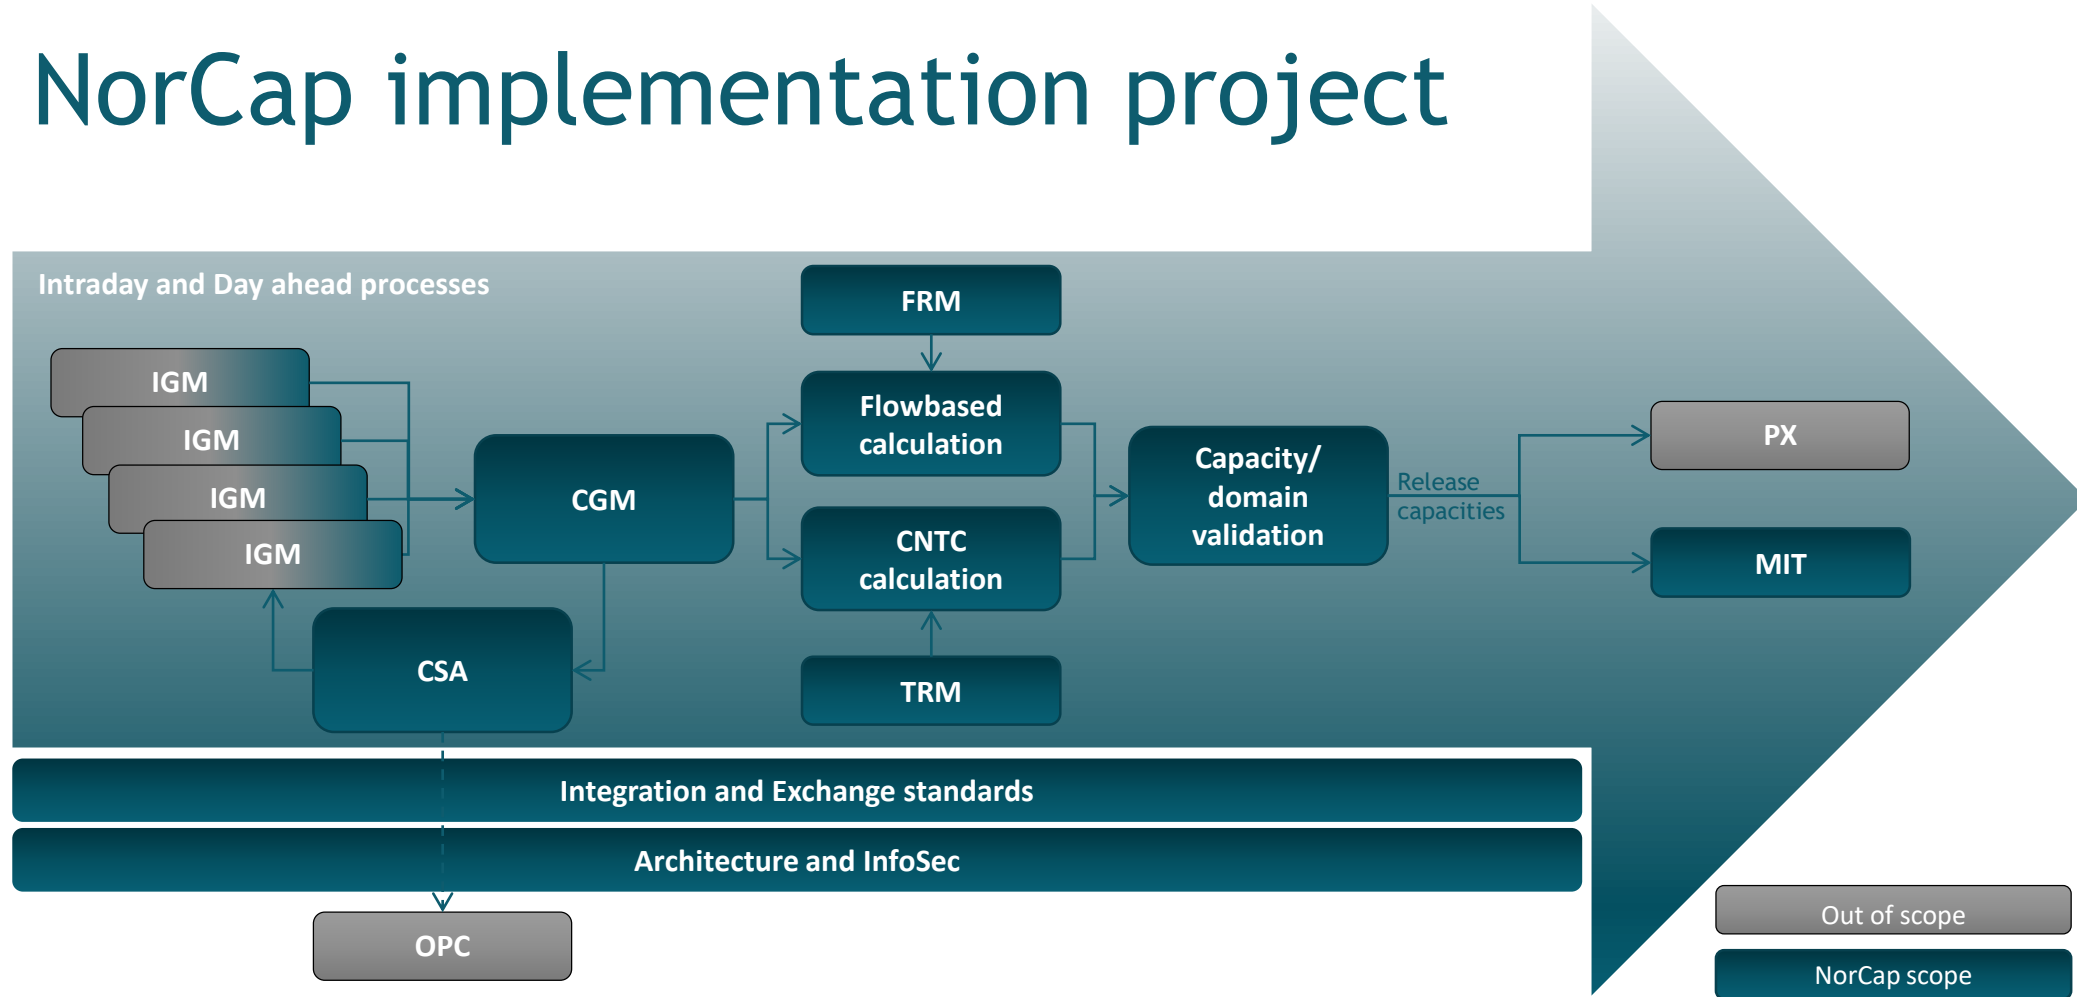 NorCap implementation project
Intraday and Day ahead processes
IGM
IGM
IGM
IGM
CGM
CSA
FRM
Flowbased
calculation
CNTC
calculation
TRM
Capacity/
domain
validation
Release
capacities
PX
MIT
Integration and Exchange standards
Architecture and InfoSec
OPC
Out of scope
NorCap scope